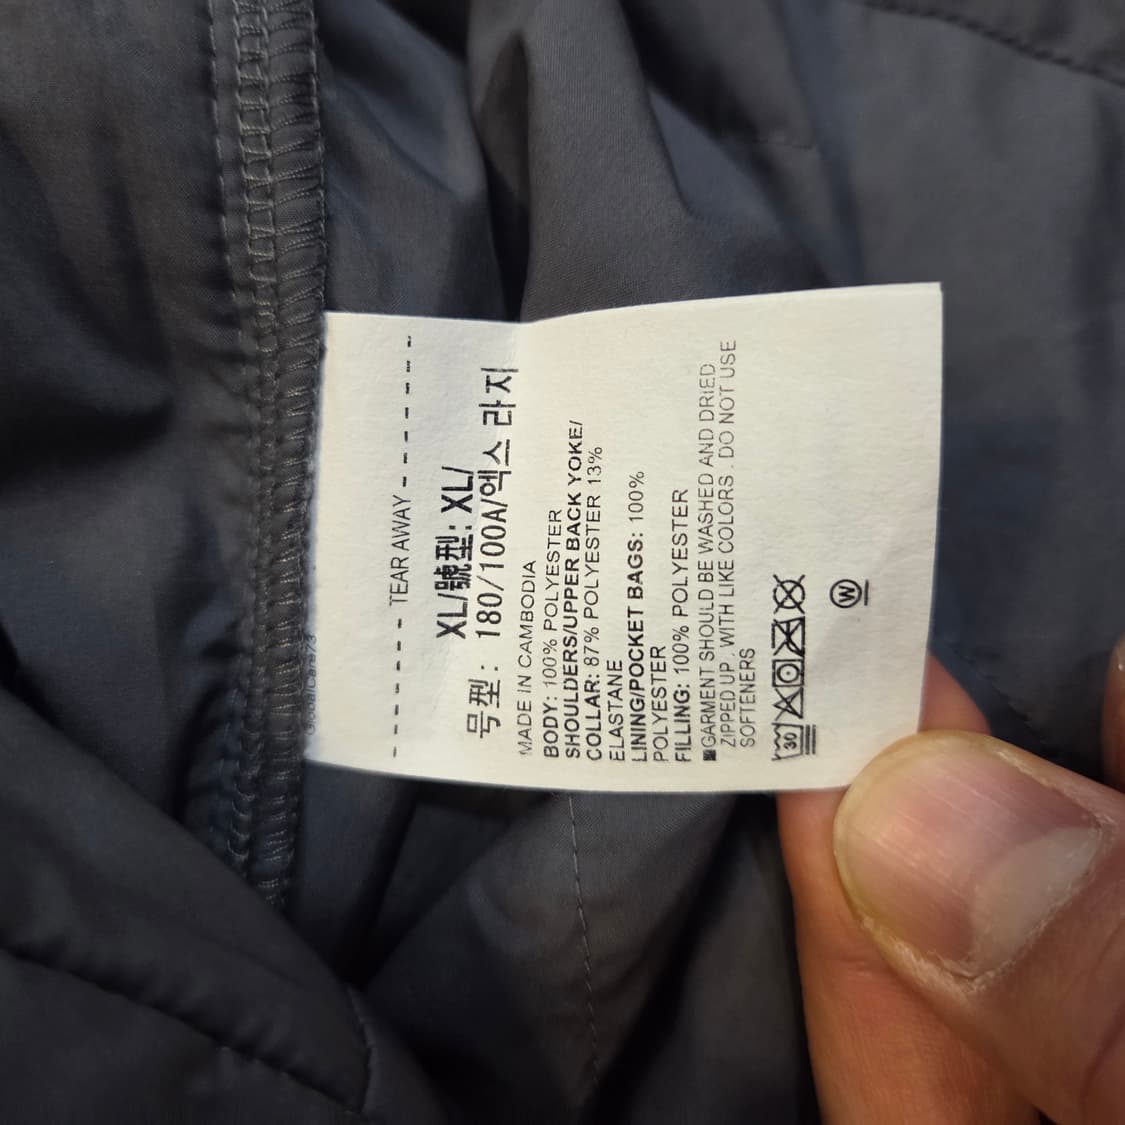 TEAR AWAY
XL/號型: XL/
号型: 180/100A/엑스 라지
MADE IN CAMBODIA
BODY: 100% POLYESTER
SHOULDERS/UPPER BACK YOKE/
COLLAR: 87% POLYESTER 13%
ELASTANE
LINING/POCKET BAGS: 100%
POLYESTER
FILLING: 100% POLYESTER
GARMENT SHOULD BE WASHED AND DRIED
ZIPPED UP. WITH LIKE COLORS. DO NOT USE
SOFTENERS
30
W